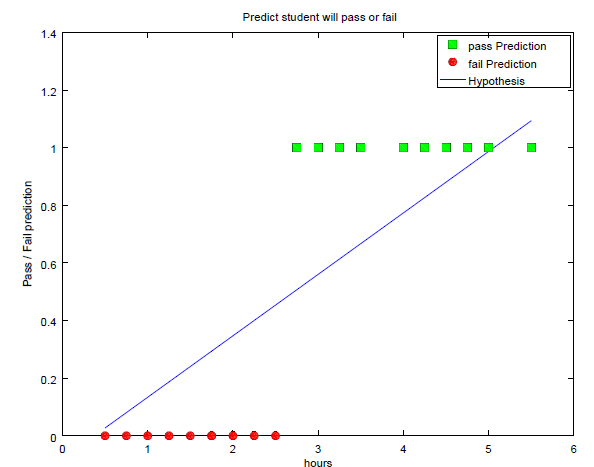 Predict student will pass or fail
1.4
1.2
1
0.8
0.6
0.4
0.2
0
Pass / Fail prediction
pass Prediction
fail Prediction
Hypothesis
0 1 2 3 4 5 6
hours